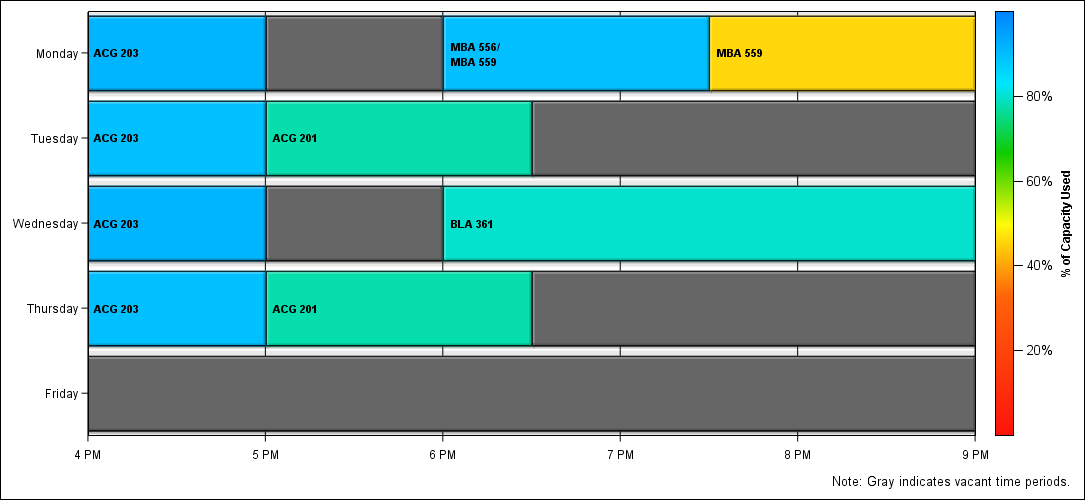 Monday
ACG 203
MBA 556/
MBA 559
MBA 559
Tuesday
ACG 203
ACG 201
Wednesday
ACG 203
BLA 361
Thursday
ACG 203
ACG 201
Friday
4 PM
5 PM
6 PM
7 PM
8 PM
9 PM
80%
60%
40%
20%
% of Capacity Used
Note: Gray indicates vacant time periods.